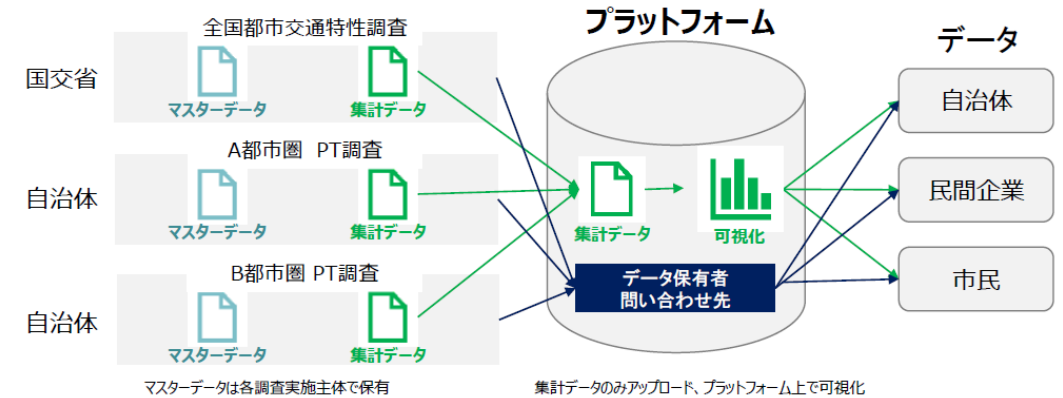 プラットフォーム
データ
全国都市交通特性調査
国交省
マスターデータ
集計データ
A都市圏 PT調査
自治体
マスターデータ
集計データ
B都市圏 PT調査
自治体
マスターデータ
集計データ
集計データ
可視化
データ保有者
問い合わせ先
自治体
民間企業
市民
マスターデータは各調査実施主体で保有
集計データのみアップロード、プラットフォーム上で可視化